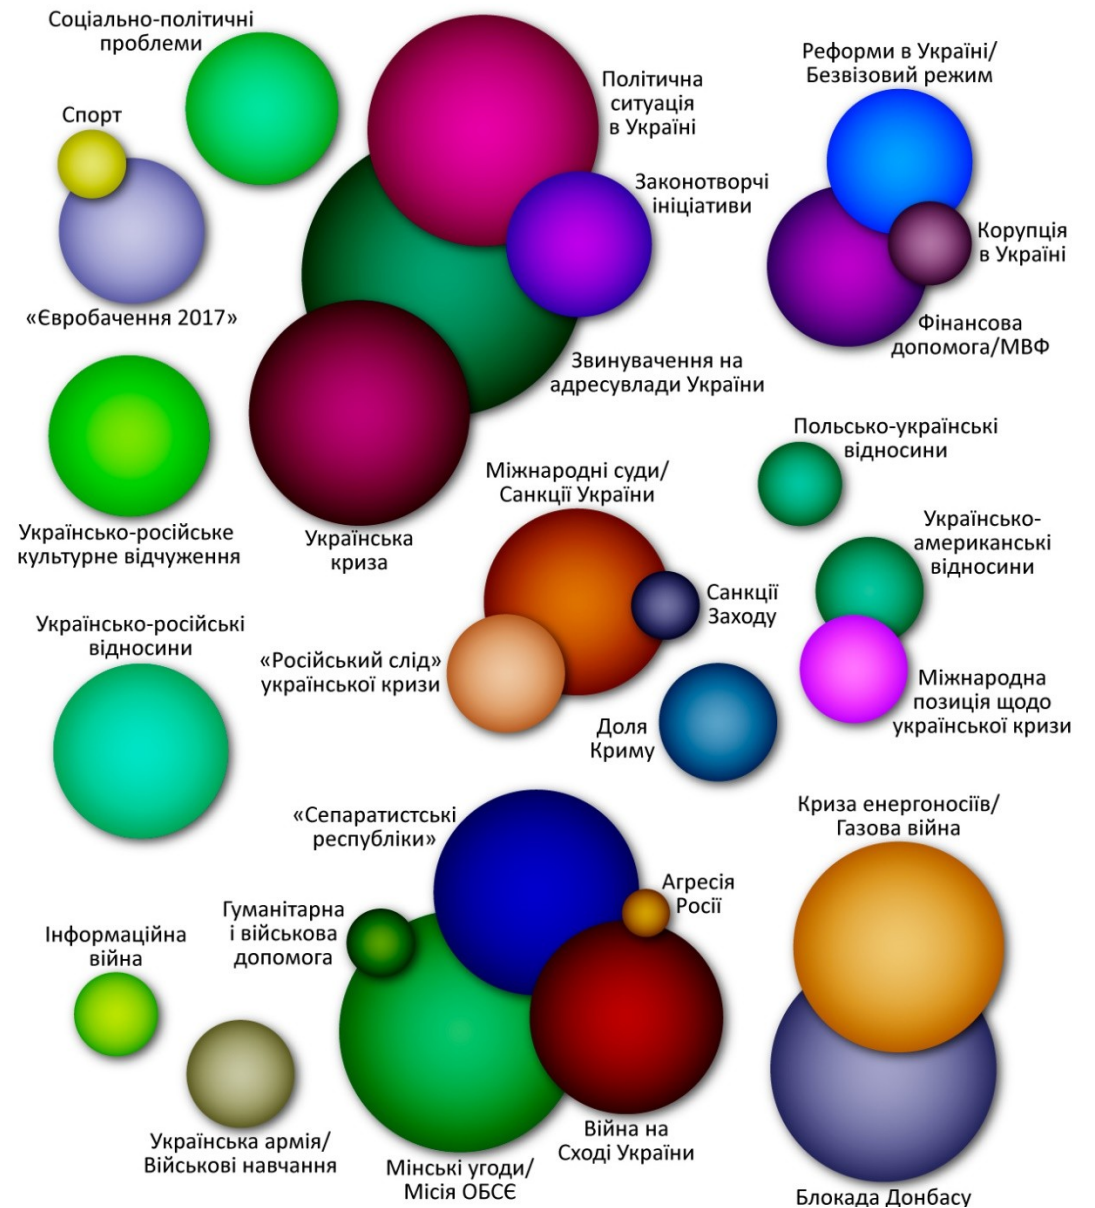 Соціально-політичні
проблеми
Політична
ситуація
в Україні
Реформи в Україні/
Безвізовий режим
Спорт
Законотворчі
ініціативи
Корупція
в Україні
«Євробачення 2017»
Фінансова
допомога/МВФ
Звинувачення на
адресувлади України
Польсько-українські
відносини
Міжнародні суди/
Санкції України
Українсько-російське
культурне відчуження
Українська
криза
Українсько-
американські
відносини
Санкції
Заходу
Українсько-російські
відносини
«Російський слід»
української кризи
Міжнародна
позиція щодо
української кризи
Доля
Криму
«Сепаратистські
республіки»
Криза енергоносіїв/
Газова війна
Агресія
Росії
Гуманітарна
і військова
допомога
Інформаційна
війна
Українська армія/
Військові навчання
Війна на
Сході України
Мінські угоди/
Місія ОБСЄ
Блокада Донбасу